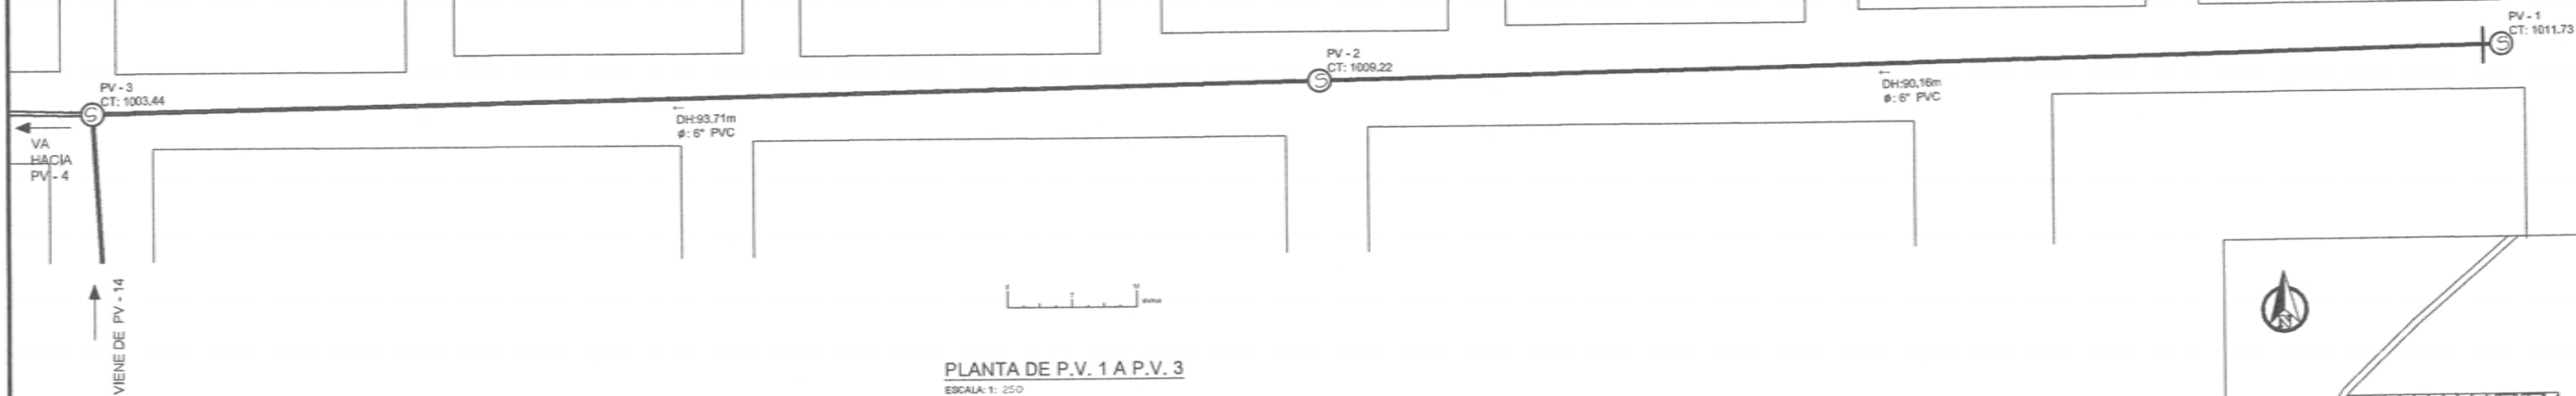 PV - 1
CT: 1011.73
PV - 2
CT: 1009.22
PV - 3
CT: 1003.44
DH:93.71m
ø: 6" PVC
DH:90.16m
ø: 6" PVC
VA
HACIA
PV - 4
VIENE DE PV - 14
N
PLANTA DE P.V. 1 A P.V. 3
ESCALA: 1: 250